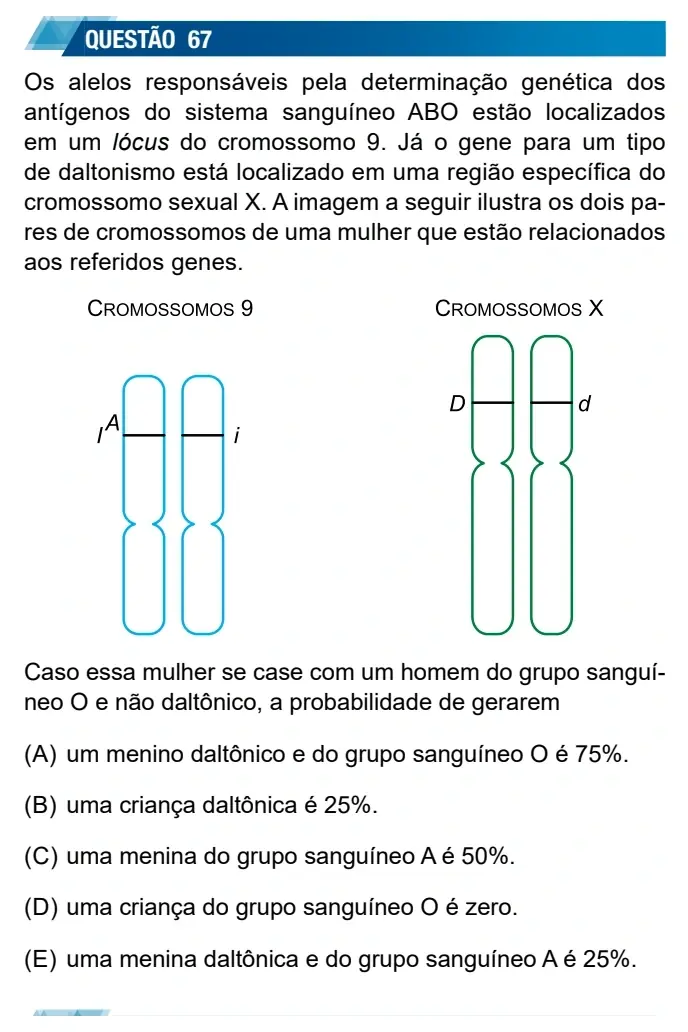 QUESTÃO 67
Os alelos responsáveis pela determinação genética dos
antígenos do sistema sanguíneo ABO estão localizados
em um lócus do cromossomo 9. Já o gene para um tipo
de daltonismo está localizado em uma região específica do
cromossomo sexual X. A imagem a seguir ilustra os dois pa-
res de cromossomos de uma mulher que estão relacionados
aos referidos genes.
CROMOSSOMOS 9
CROMOSSOMOS X
I^A
i
D
d
Caso essa mulher se case com um homem do grupo sanguí-
neo O e não daltônico, a probabilidade de gerarem
(A) um menino daltônico e do grupo sanguíneo O é 75%.
(B) uma criança daltônica é 25%.
(C) uma menina do grupo sanguíneo A é 50%.
(D) uma criança do grupo sanguíneo O é zero.
(E) uma menina daltônica e do grupo sanguíneo A é 25%.